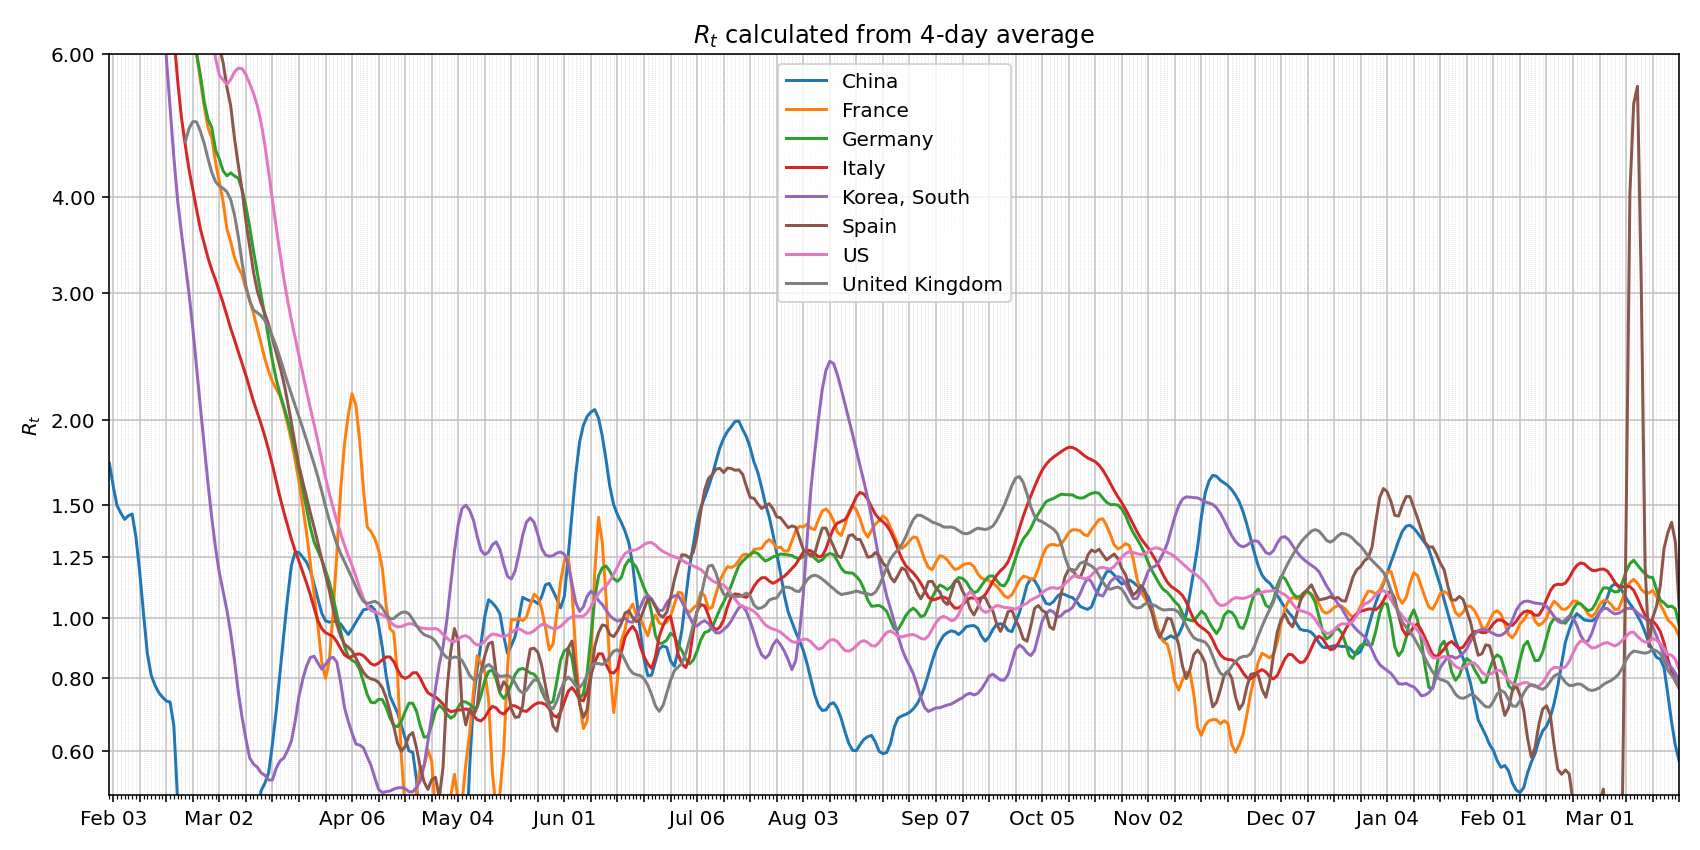 Rt calculated from 4-day average
6.00
4.00
3.00
2.00
1.50
1.25
1.00
0.80
0.60
Rt
China
France
Germany
Italy
Korea, South
Spain
US
United Kingdom
Feb 03 Mar 02 Apr 06 May 04 Jun 01 Jul 06 Aug 03 Sep 07 Oct 05 Nov 02 Dec 07 Jan 04 Feb 01 Mar 01